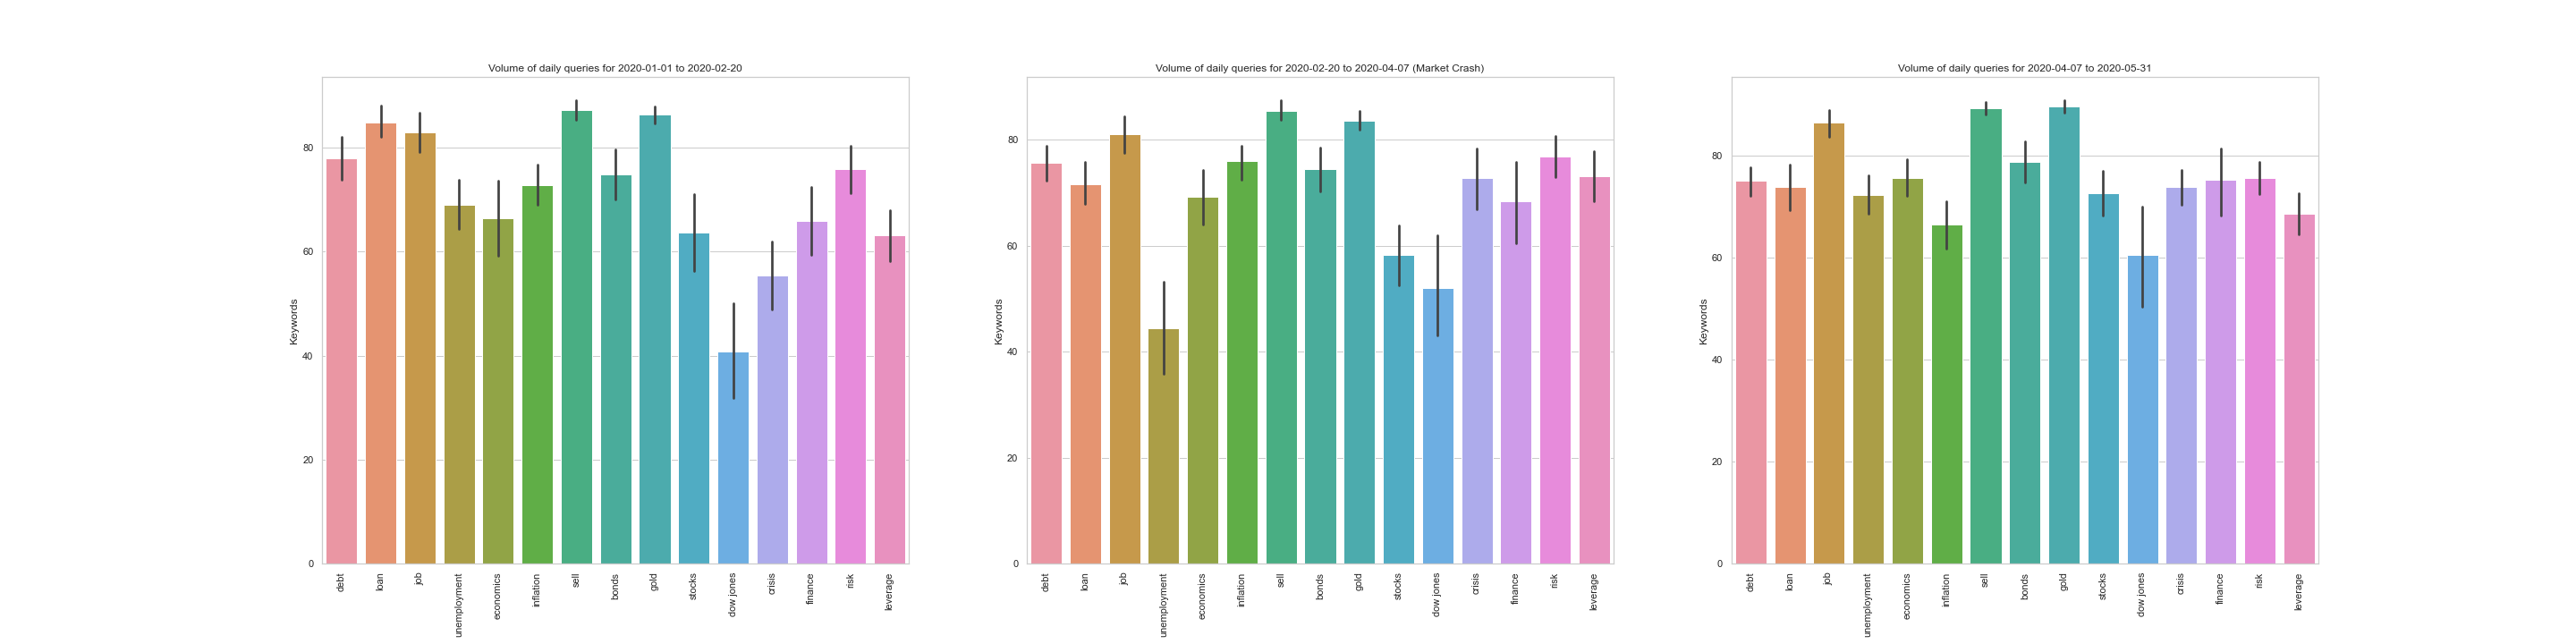 Volume of daily queries for 2020-01-01 to 2020-02-20
Keywords
80
60
40
20
0
debt
loan
job
unemployment
economics
inflation
sell
bonds
gold
stocks
dow jones
crisis
finance
risk
leverage
Volume of daily queries for 2020-02-20 to 2020-04-07 (Market Crash)
Keywords
80
60
40
20
0
debt
loan
job
unemployment
economics
inflation
sell
bonds
gold
stocks
dow jones
crisis
finance
risk
leverage
Volume of daily queries for 2020-04-07 to 2020-05-31
Keywords
80
60
40
20
0
debt
loan
job
unemployment
economics
inflation
sell
bonds
gold
stocks
dow jones
crisis
finance
risk
leverage